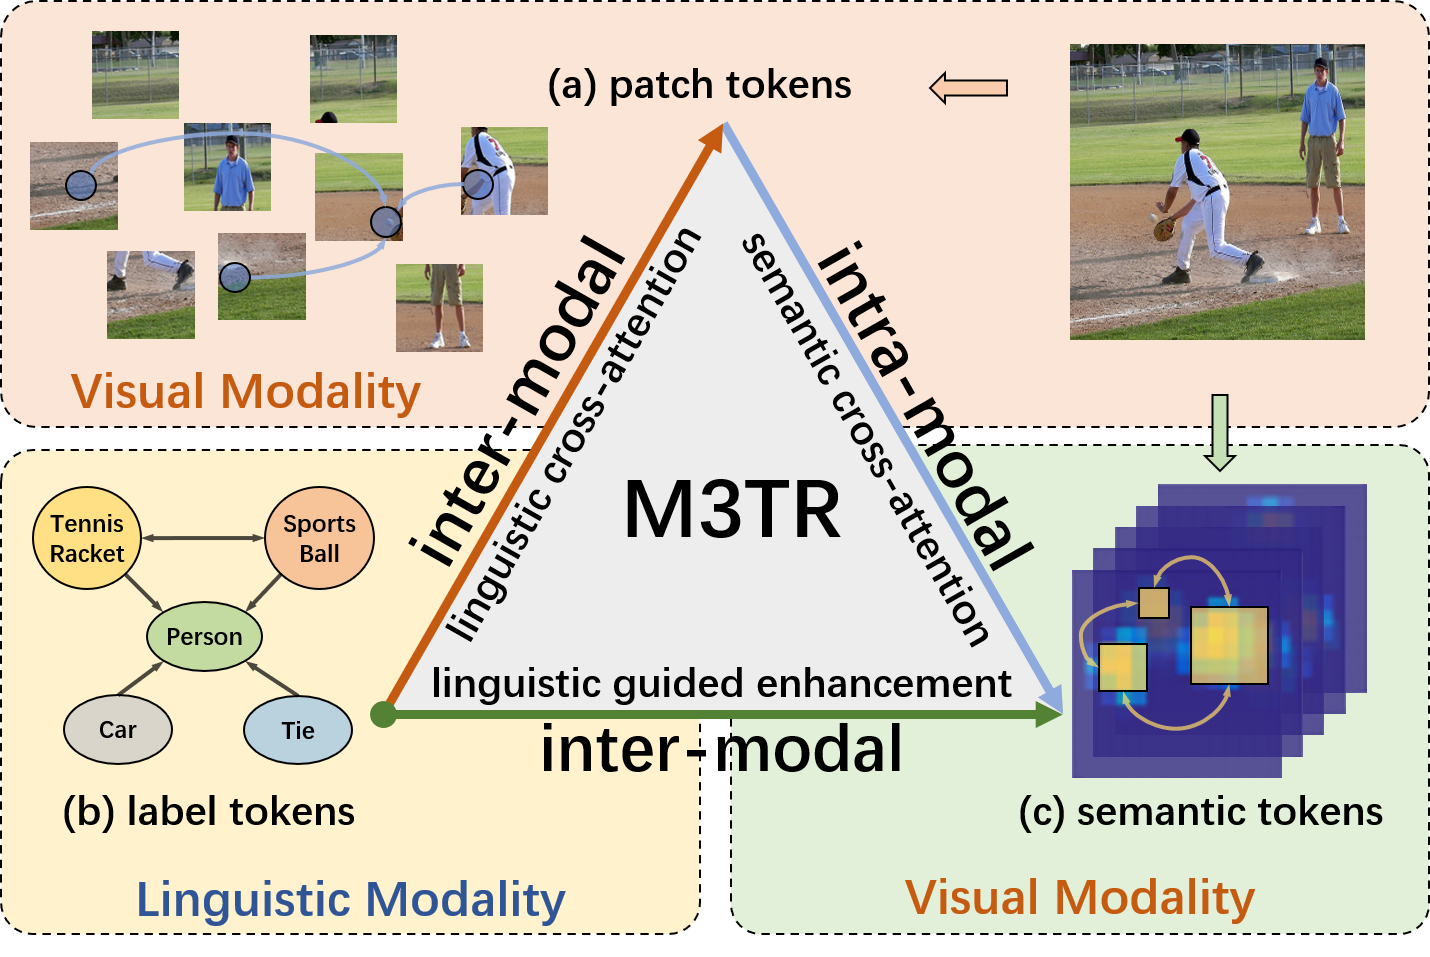 (a) patch tokens
Visual Modality
inter-modal
linguistic cross-attention
intra-modal
semantic cross-attention
M3TR
linguistic guided enhancement
inter-modal
Tennis
Racket
Sports
Ball
Person
Car
Tie
(b) label tokens
Linguistic Modality
(c) semantic tokens
Visual Modality